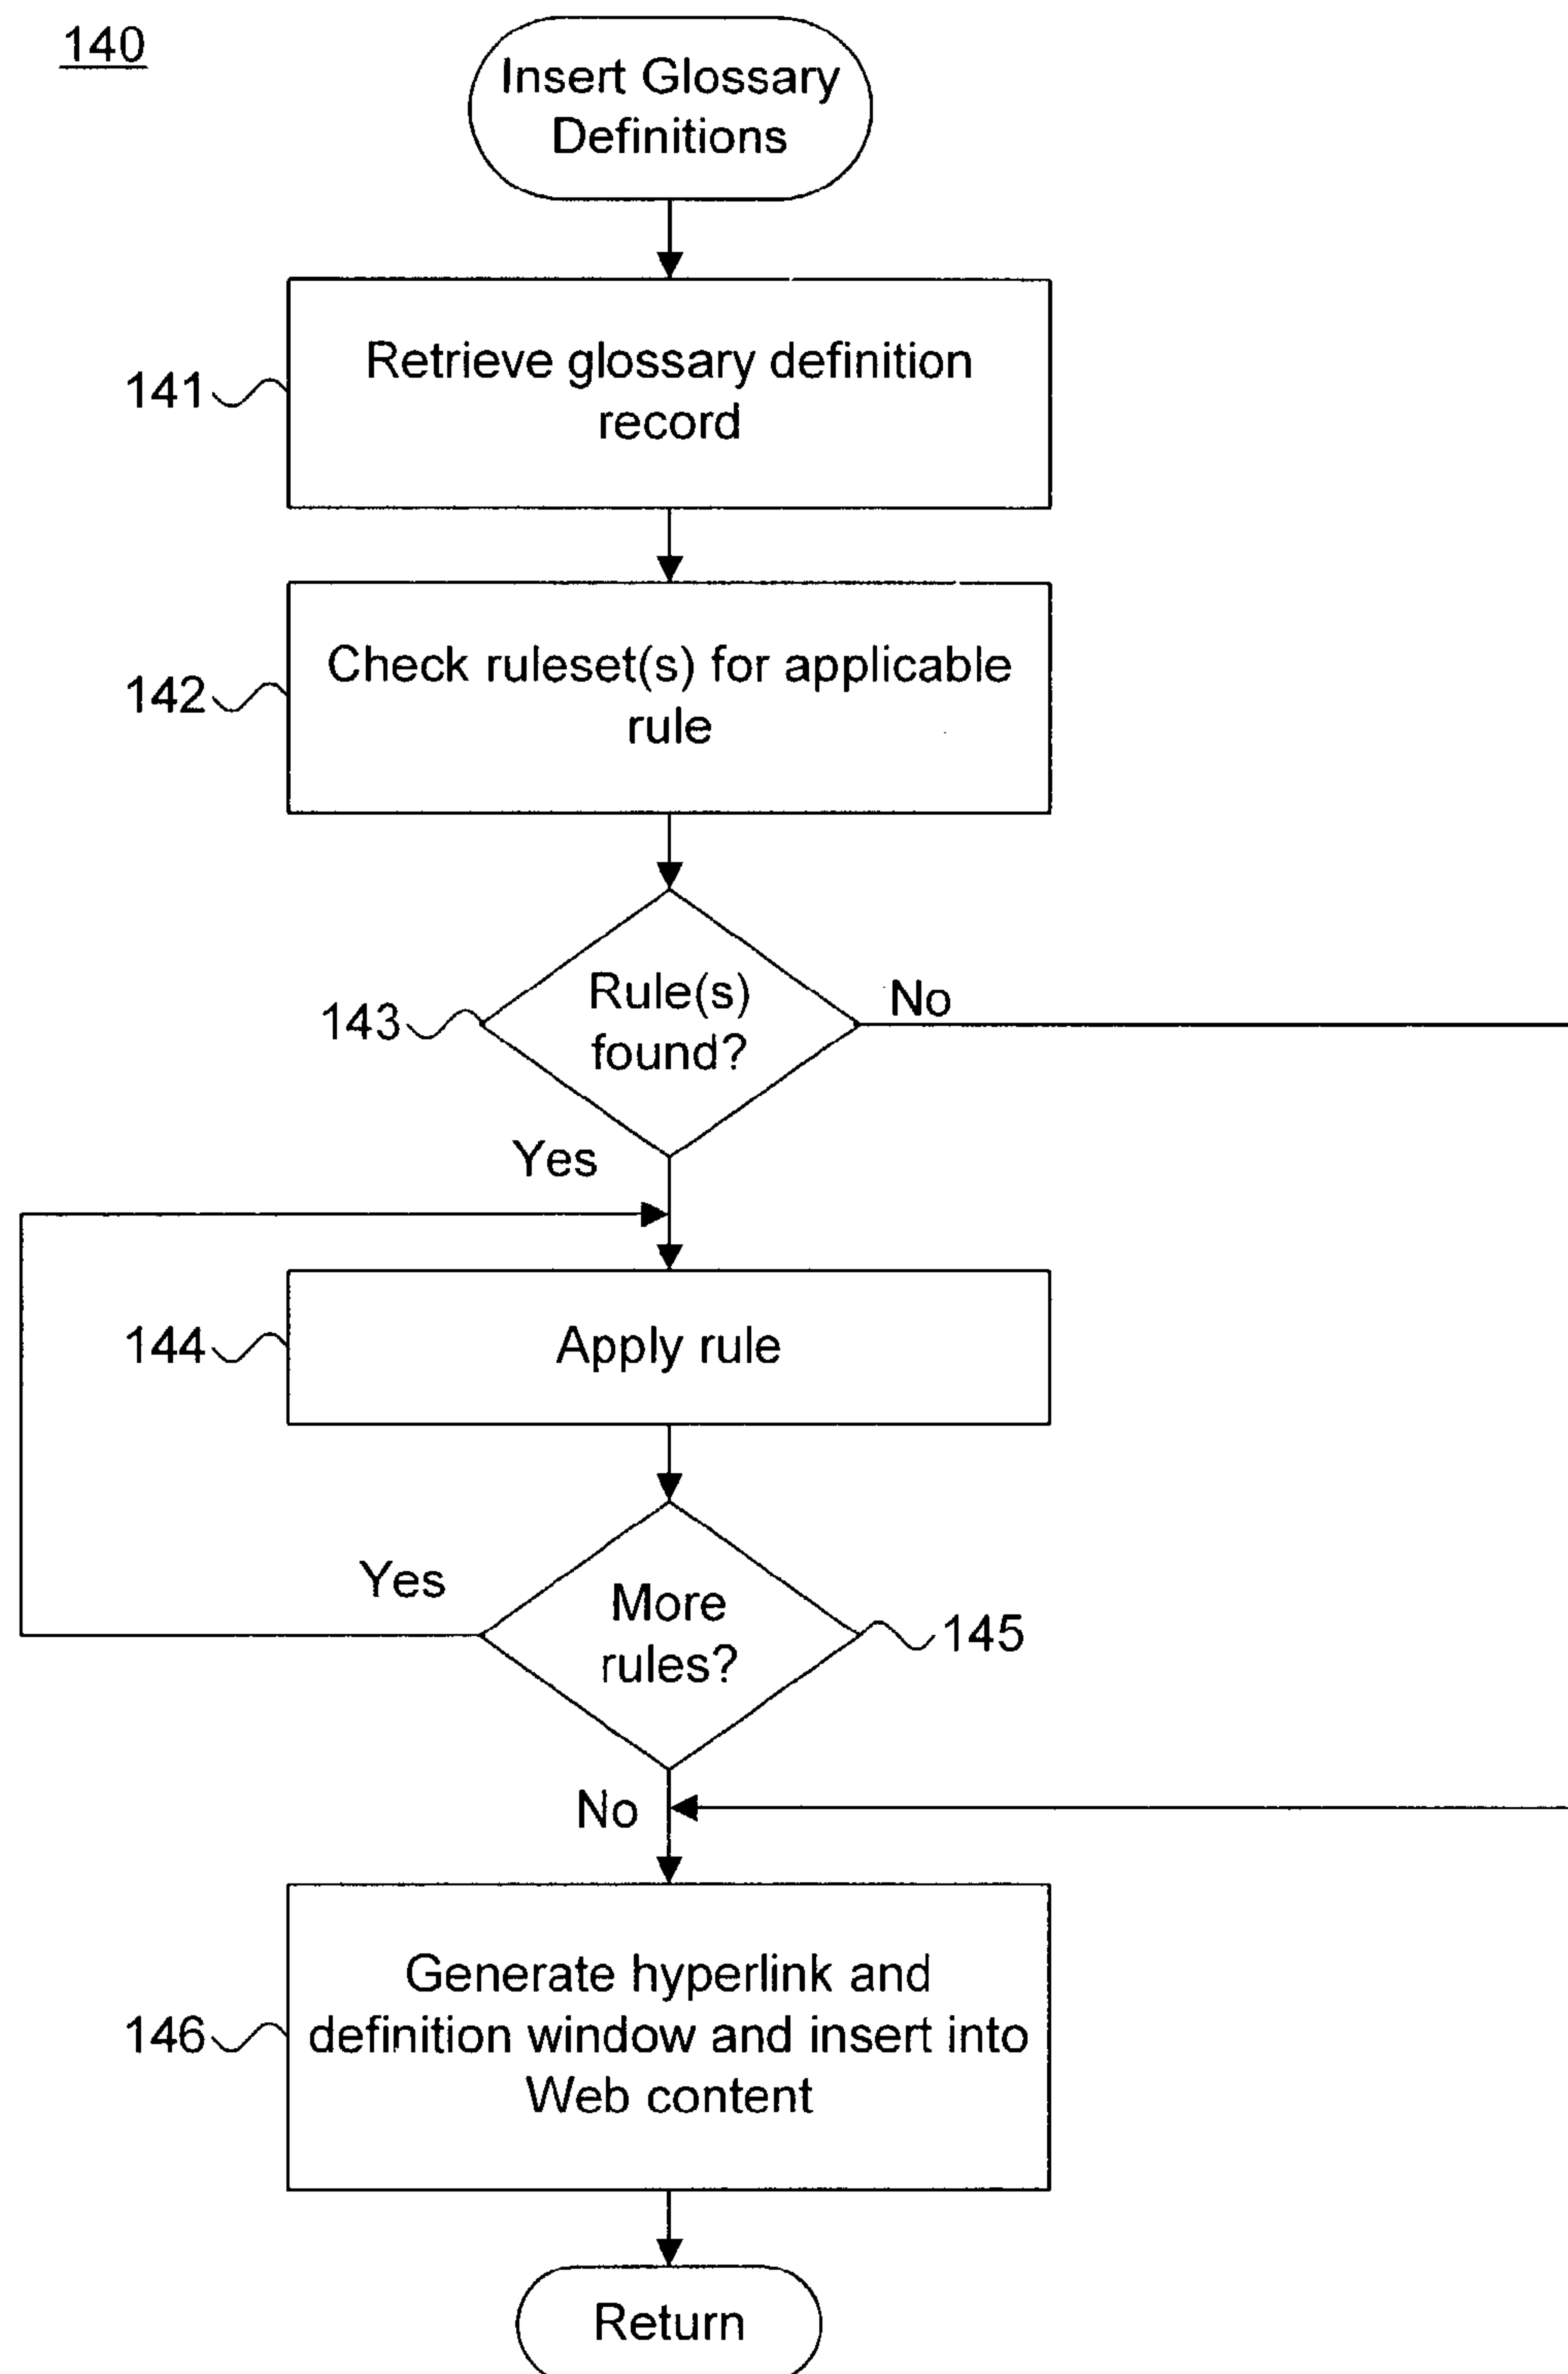 140
Insert Glossary
Definitions
141
Retrieve glossary definition
record
142
Check ruleset(s) for applicable
rule
143
Rule(s)
found?
No
Yes
144
Apply rule
Yes
More
rules?
145
No
146
Generate hyperlink and
definition window and insert into
Web content
Return